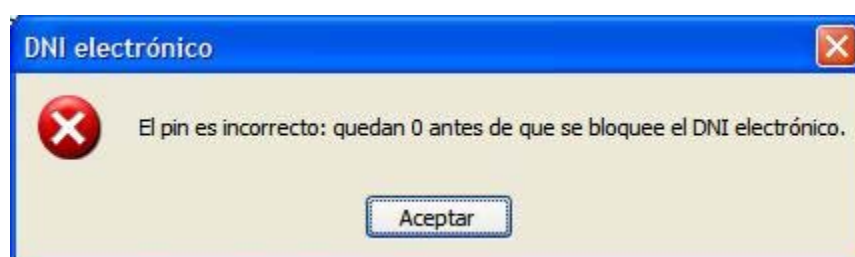 DNI electrónico
El pin es incorrecto: quedan 0 antes de que se bloquee el DNI electrónico.
Aceptar